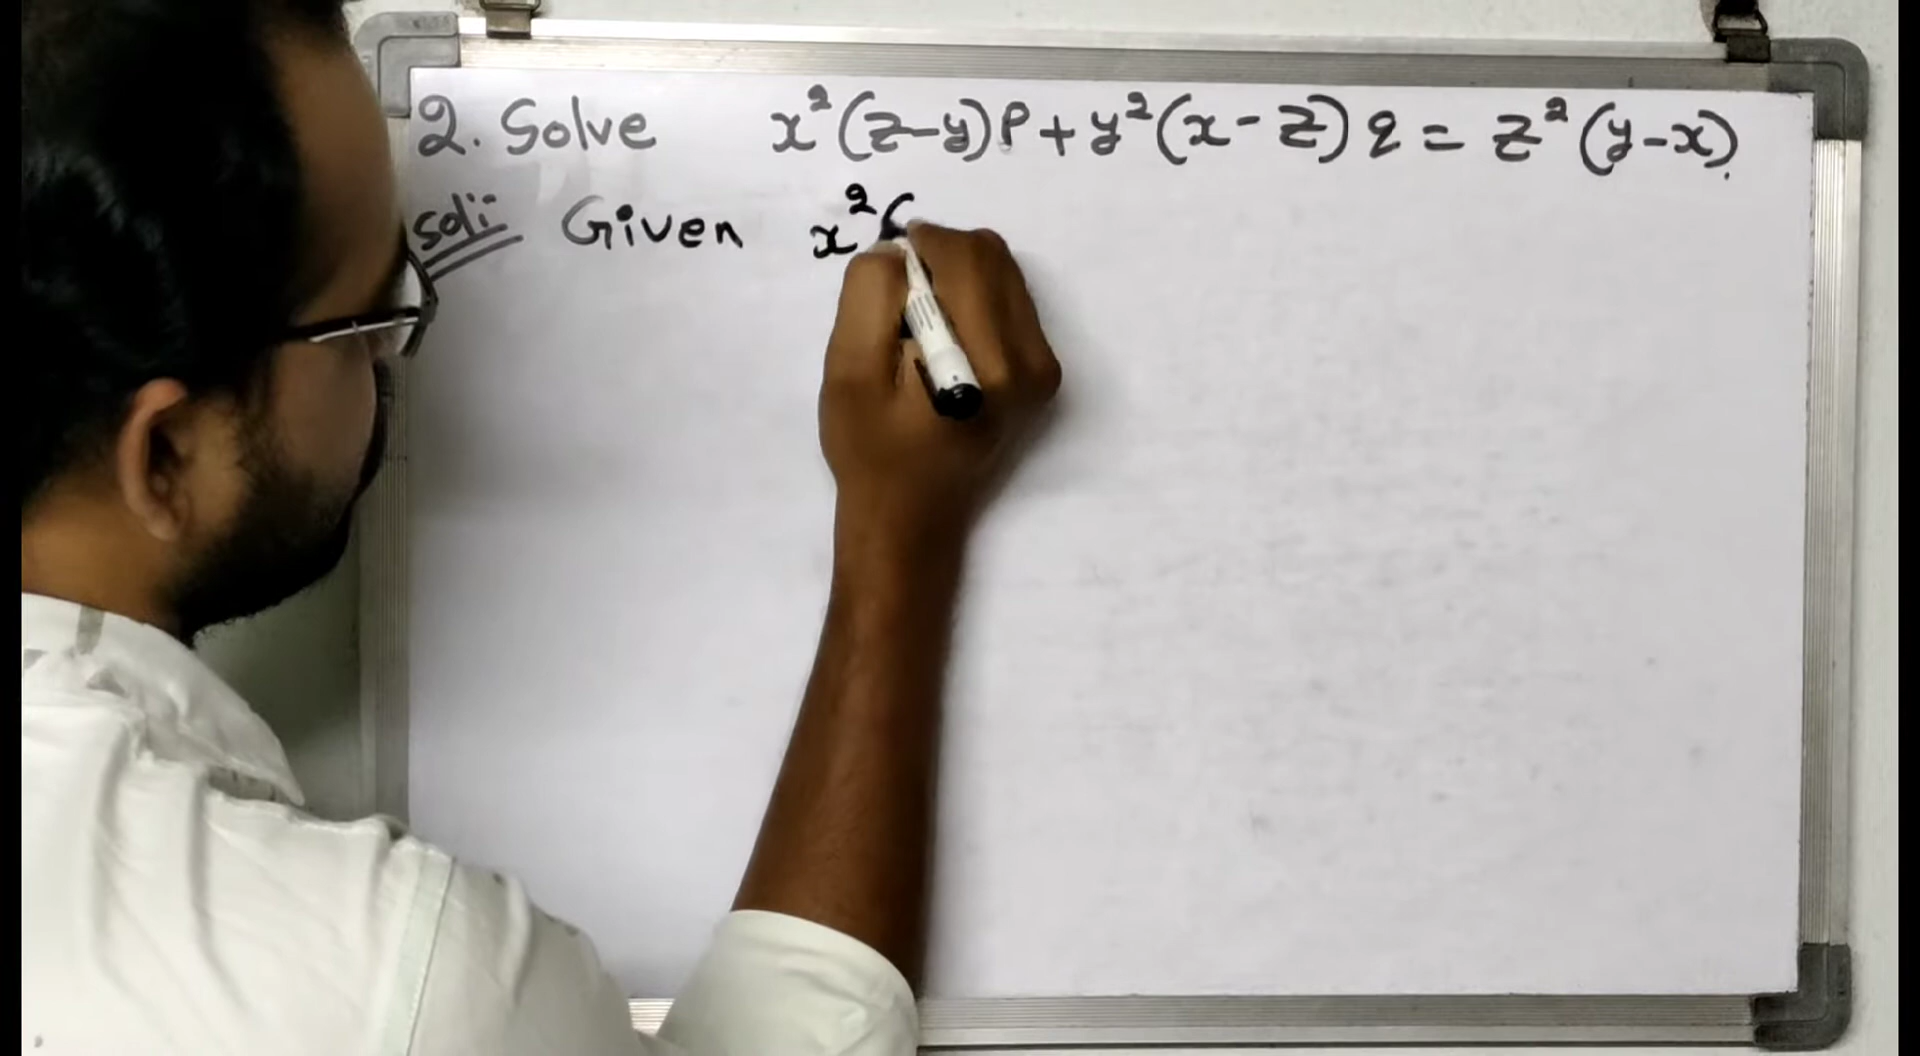 2. Solve x²(z-y)p + y²(x-z)q = z²(y-x).
Sol: Given x²(